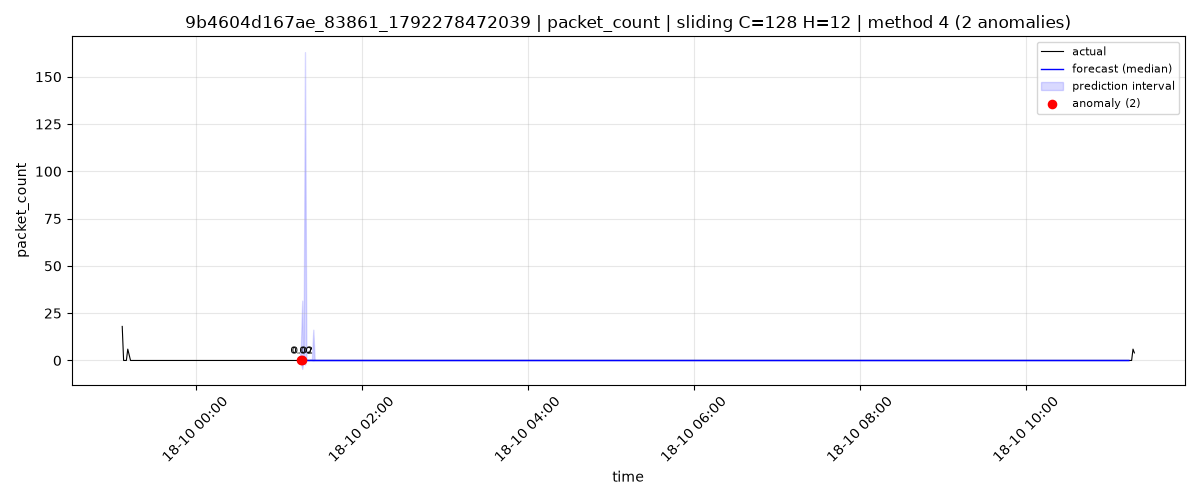 9b4604d167ae_83861_1792278472039 | packet_count | sliding C=128 H=12 | method 4 (2 anomalies)
actual
forecast (median)
prediction interval
anomaly (2)
packet_count
150
125
100
75
50
25
0
18-10 00:00
18-10 02:00
18-10 04:00
18-10 06:00
18-10 08:00
18-10 10:00
time